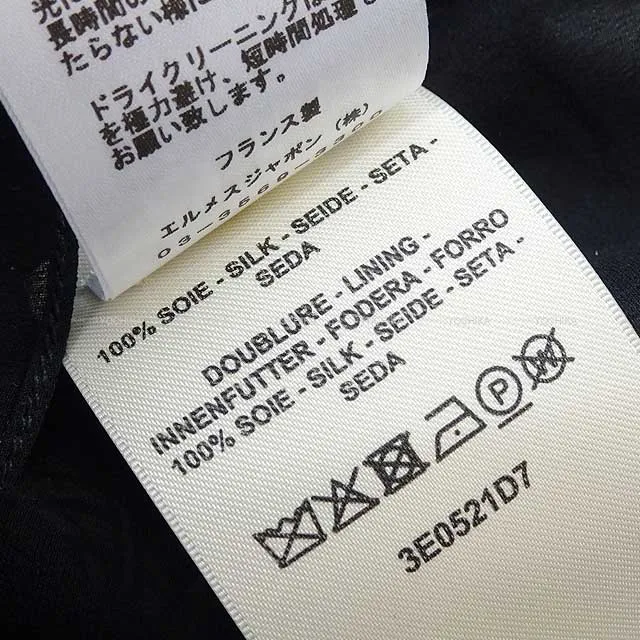 長時間の
たらない様に
ドライクリーニングは
を極力避け、短時間処理
お願い致します。
フランス製
エルメスジャポン（株）
03-3569-3300
100% SOIE - SILK - SEIDE - SETA -
SEDA
DOUBLURE - LINING -
INNENFUTTER - FODERA - FORRO
100% SOIE - SILK - SEIDE - SETA -
SEDA
P W
3E0521D7